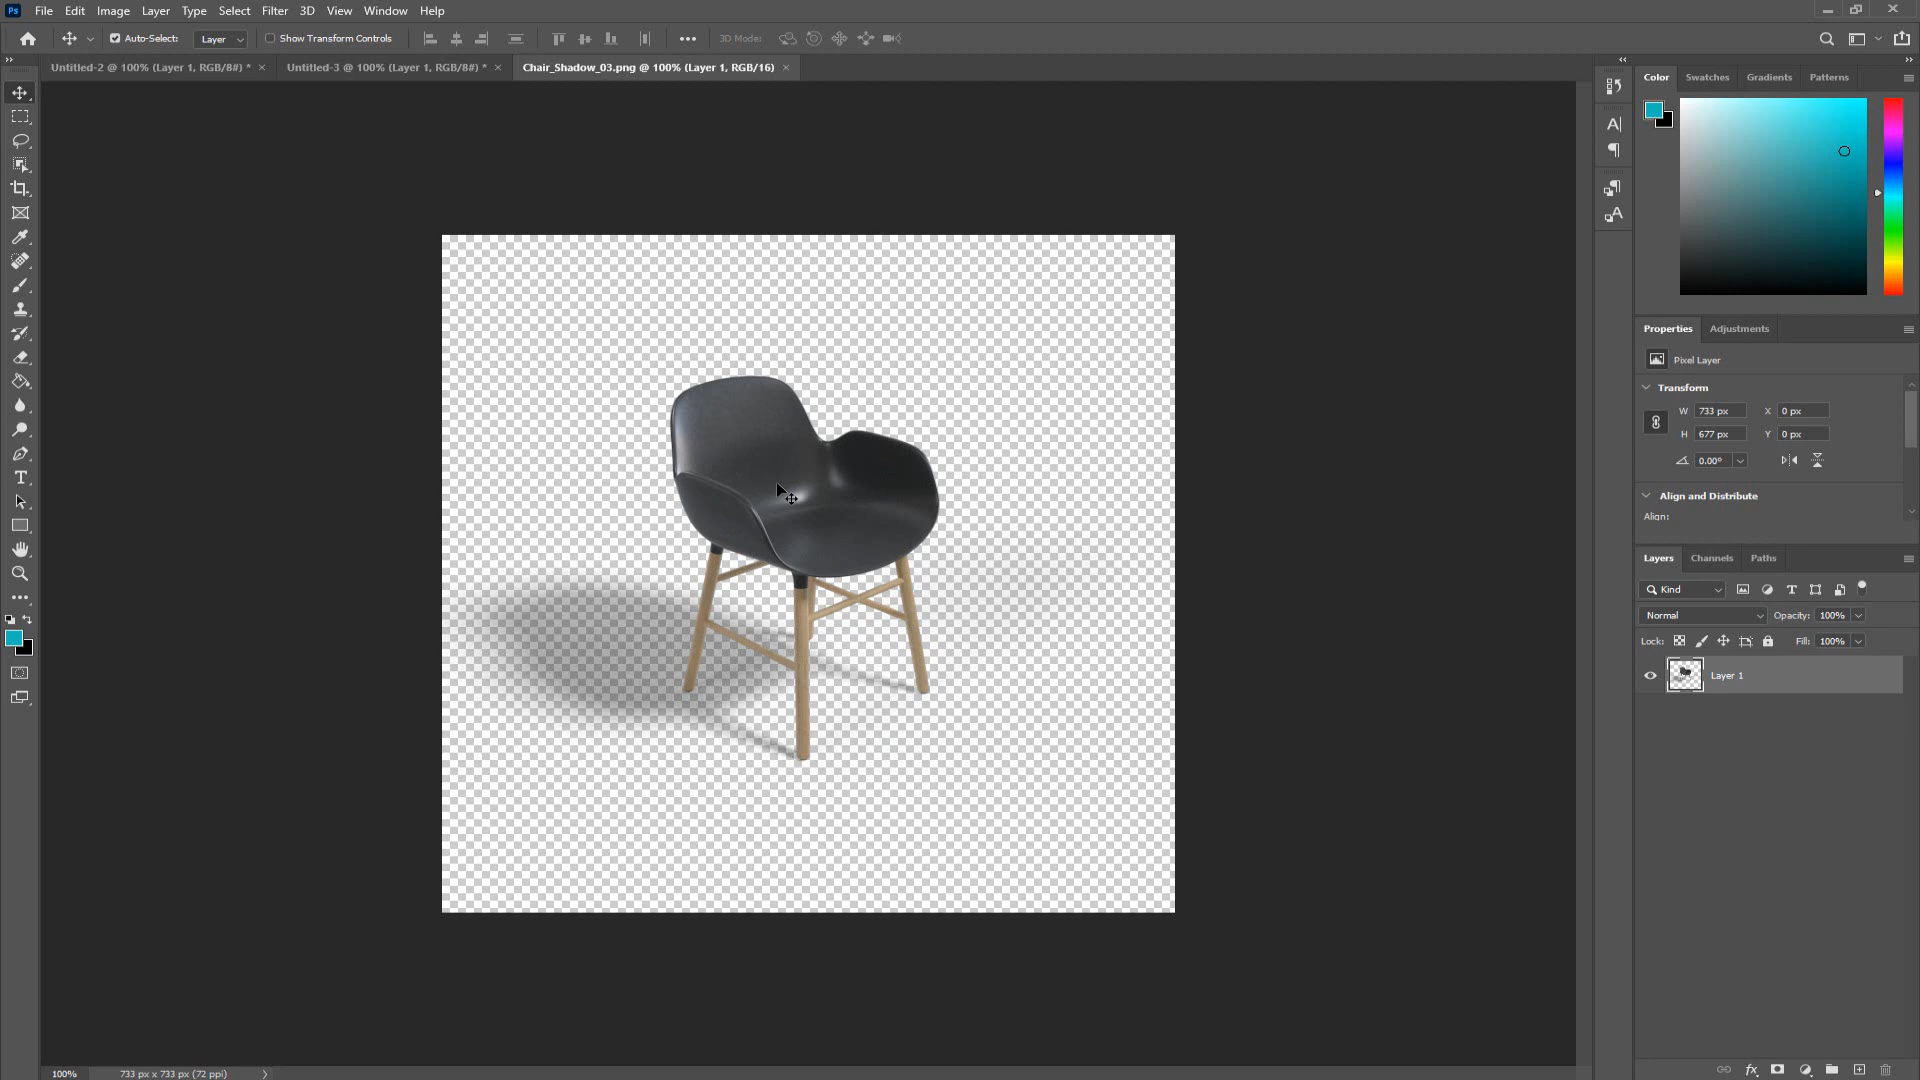 Ps File Edit Image Layer Type Select Filter 3D View Window Help
Auto-Select: Layer Show Transform Controls 3D Mode:
Untitled-2 @ 100% (Layer 1, RGB/8#) * × Untitled-3 @ 100% (Layer 1, RGB/8#) * × Chair_Shadow_03.png @ 100% (Layer 1, RGB/16) ×
Color Swatches Gradients Patterns
Properties Adjustments
Pixel Layer
Transform
W 733 px X 0 px
H 677 px Y 0 px
0.00°
Align and Distribute
Align:
Layers Channels Paths
Kind
Normal Opacity: 100%
Lock: Fill: 100%
Layer 1
100% 733 px x 733 px (72 ppi)